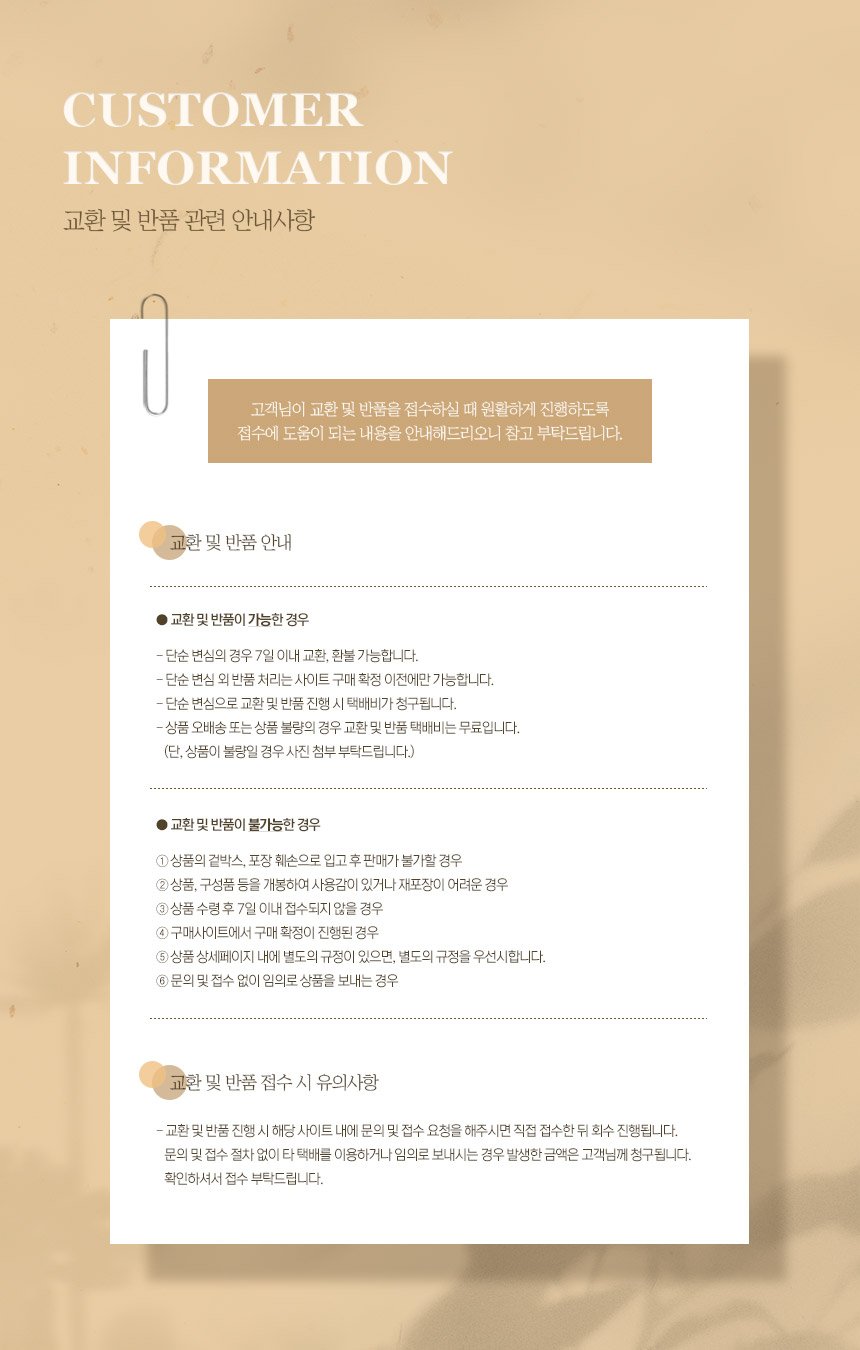 CUSTOMER
INFORMATION
교환 및 반품 관련 안내사항
고객님이 교환 및 반품을 접수하실 때 원활하게 진행하도록
접수에 도움이 되는 내용을 안내해드리오니 참고 부탁드립니다.
교환 및 반품 안내
● 교환 및 반품이 가능한 경우
- 단순 변심의 경우 7일 이내 교환, 환불 가능합니다.
- 단순 변심 외 반품 처리는 사이트 구매 확정 이전에만 가능합니다.
- 단순 변심으로 교환 및 반품 진행 시 택배비가 청구됩니다.
- 상품 오배송 또는 상품 불량의 경우 교환 및 반품 택배비는 무료입니다.
(단, 상품이 불량일 경우 사진 첨부 부탁드립니다.)
● 교환 및 반품이 불가능한 경우
① 상품의 겉박스, 포장 훼손으로 입고 후 판매가 불가할 경우
② 상품, 구성품 등을 개봉하여 사용감이 있거나 재포장이 어려운 경우
③ 상품 수령 후 7일 이내 접수되지 않을 경우
④ 구매사이트에서 구매 확정이 진행된 경우
⑤ 상품 상세페이지 내에 별도의 규정이 있으면, 별도의 규정을 우선시합니다.
⑥ 문의 및 접수 없이 임의로 상품을 보내는 경우
교환 및 반품 접수 시 유의사항
- 교환 및 반품 진행 시 해당 사이트 내에 문의 및 접수 요청을 해주시면 직접 접수한 뒤 회수 진행됩니다.
문의 및 접수 절차 없이 타 택배를 이용하거나 임의로 보내시는 경우 발생한 금액은 고객님께 청구됩니다.
확인하셔서 접수 부탁드립니다.